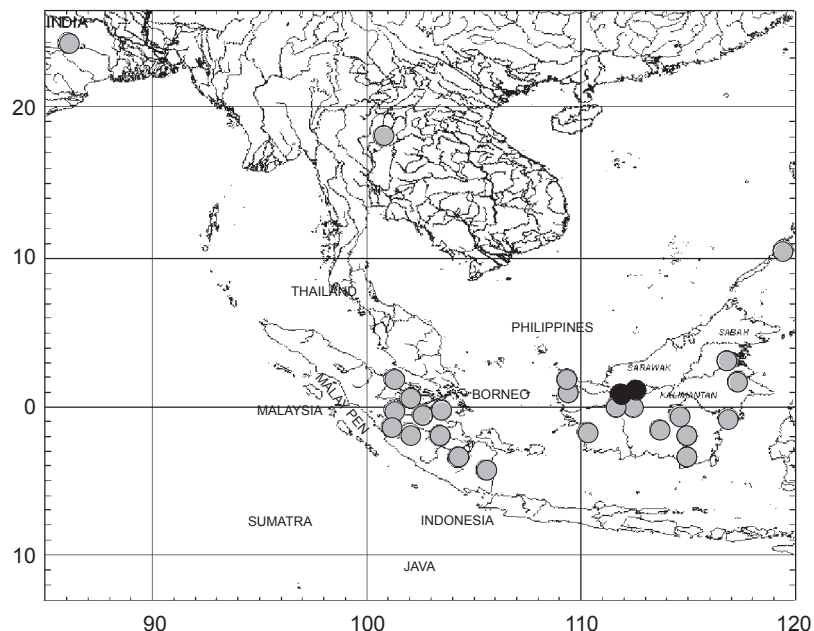 INDIA
20
10
THAILAND
PHILIPPINES
SABAH
SARAWAK
MALAY PEN
BORNEO
KALIMANTAN
0
MALAYSIA
SUMATRA
INDONESIA
10
JAVA
90
100
110
120